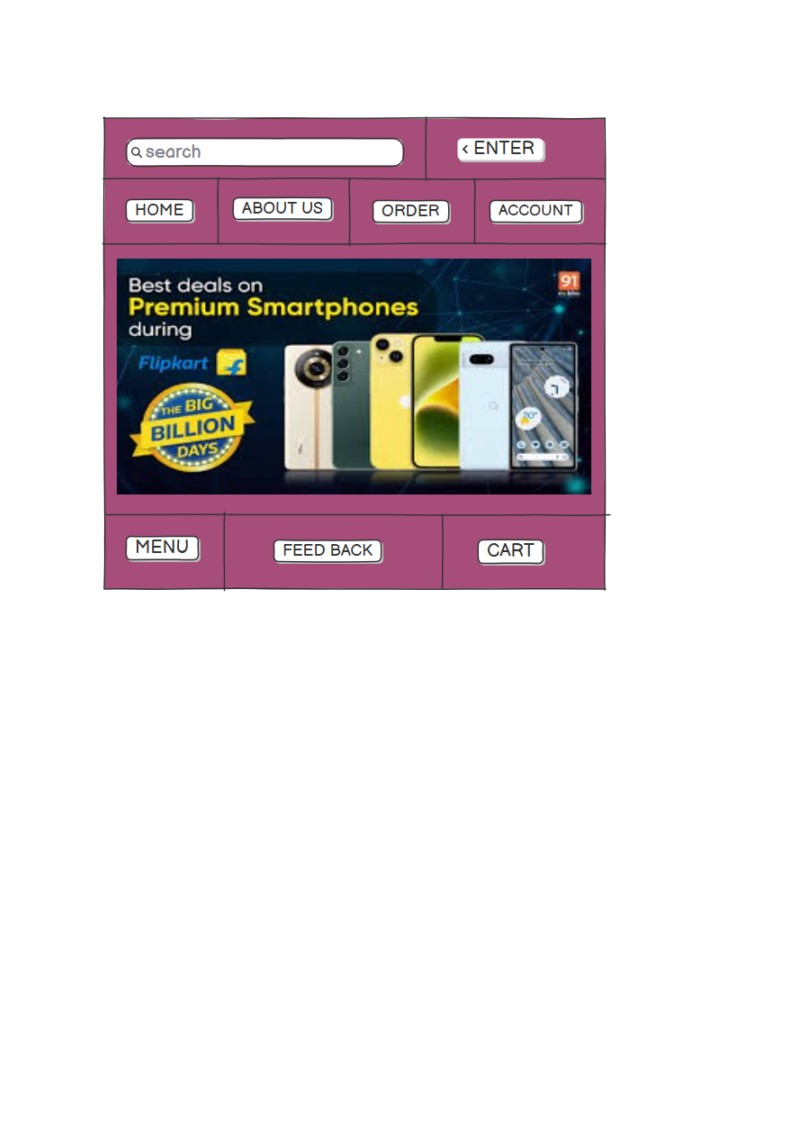 search
‹ ENTER
HOME
ABOUT US
ORDER
ACCOUNT
Best deals on
Premium Smartphones
during
91
Flipkart
THE BIG
BILLION
DAYS
20°
MENU
FEED BACK
CART